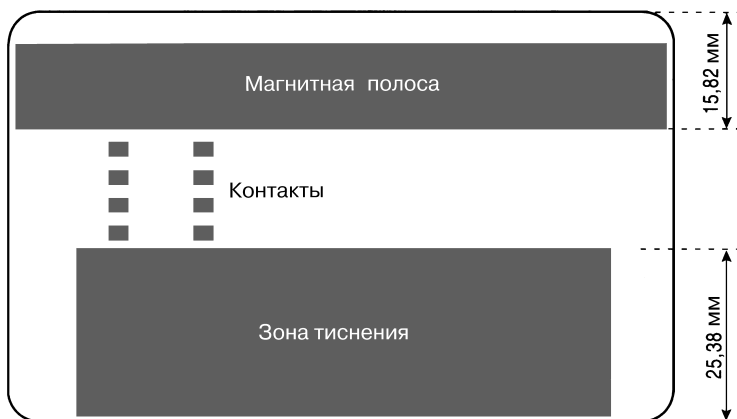 Магнитная полоса
15,82 мм
Контакты
Зона тиснения
25,38 мм